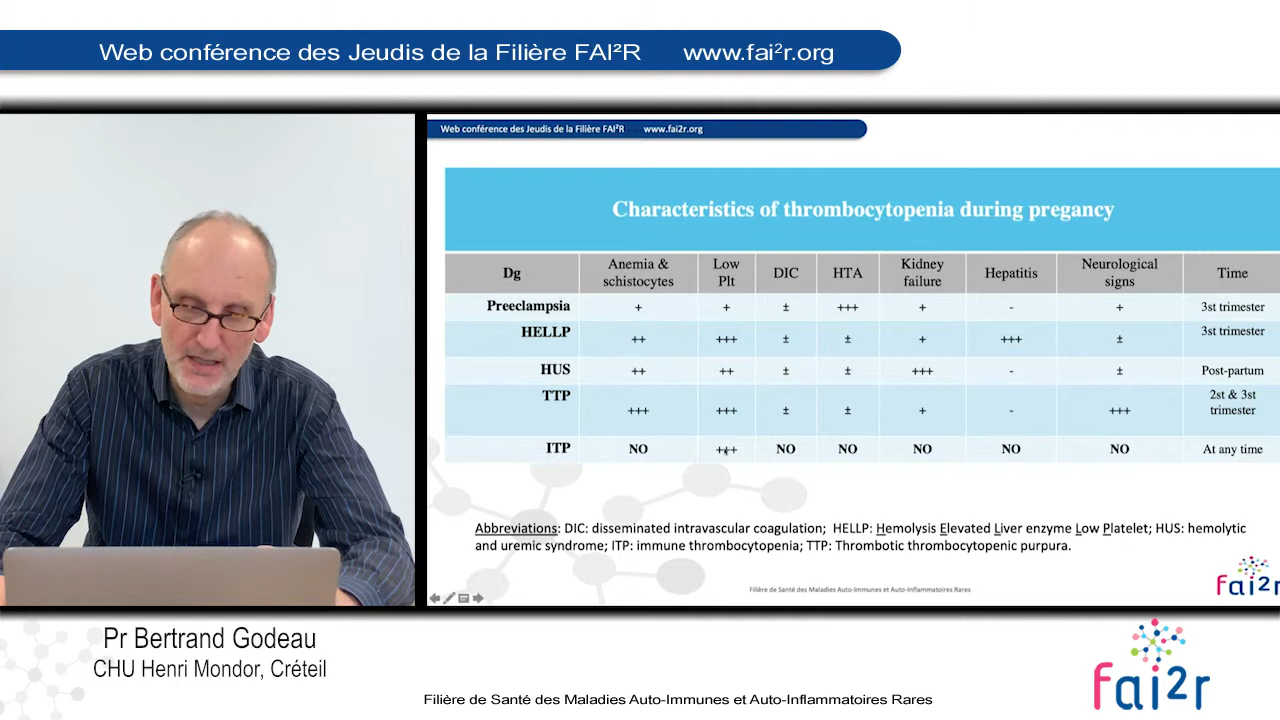 Web conférence des Jeudis de la Filière FAI²R www.fai²r.org
Web conférence des Jeudis de la Filière FAI²R www.fai2r.org
Characteristics of thrombocytopenia during pregancy
Dg Anemia & schistocytes Low Plt DIC HTA Kidney failure Hepatitis Neurological signs Time
Preeclampsia + + ± +++ + - + 3st trimester
HELLP ++ +++ ± ± + +++ ± 3st trimester
HUS ++ ++ ± ± +++ - ± Post-partum
TTP +++ +++ ± ± + - +++ 2st & 3st trimester
ITP NO +++ NO NO NO NO NO At any time
Abbreviations: DIC: disseminated intravascular coagulation; HELLP: Hemolysis Elevated Liver enzyme Low Platelet; HUS: hemolytic
and uremic syndrome; ITP: immune thrombocytopenia; TTP: Thrombotic thrombocytopenic purpura.
Filière de Santé des Maladies Auto-Immunes et Auto-Inflammatoires Rares
fai2r
Pr Bertrand Godeau
CHU Henri Mondor, Créteil
fai2r
Filière de Santé des Maladies Auto-Immunes et Auto-Inflammatoires Rares